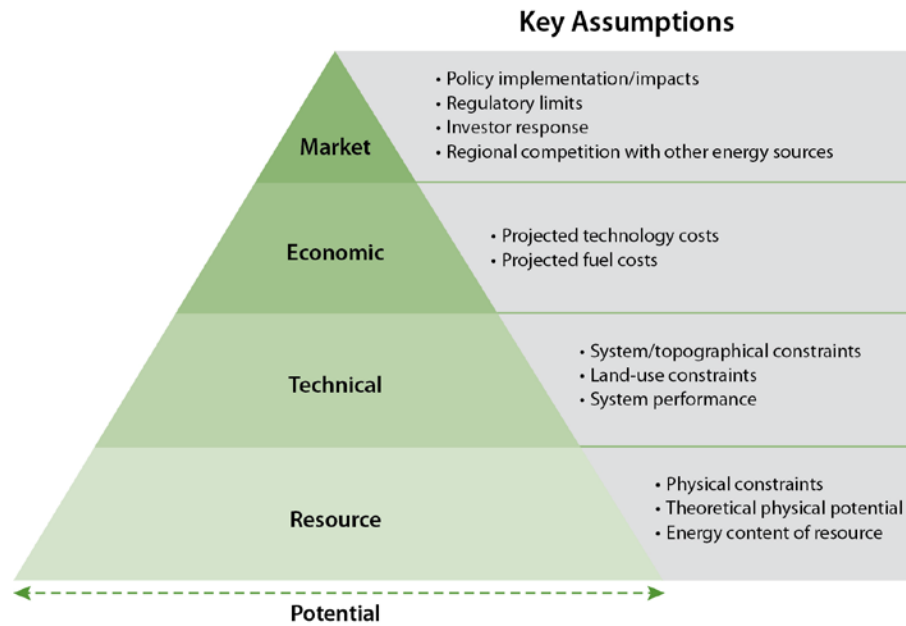 Key Assumptions
Market
• Policy implementation/impacts
• Regulatory limits
• Investor response
• Regional competition with other energy sources
Economic
• Projected technology costs
• Projected fuel costs
Technical
• System/topographical constraints
• Land-use constraints
• System performance
Resource
• Physical constraints
• Theoretical physical potential
• Energy content of resource
Potential